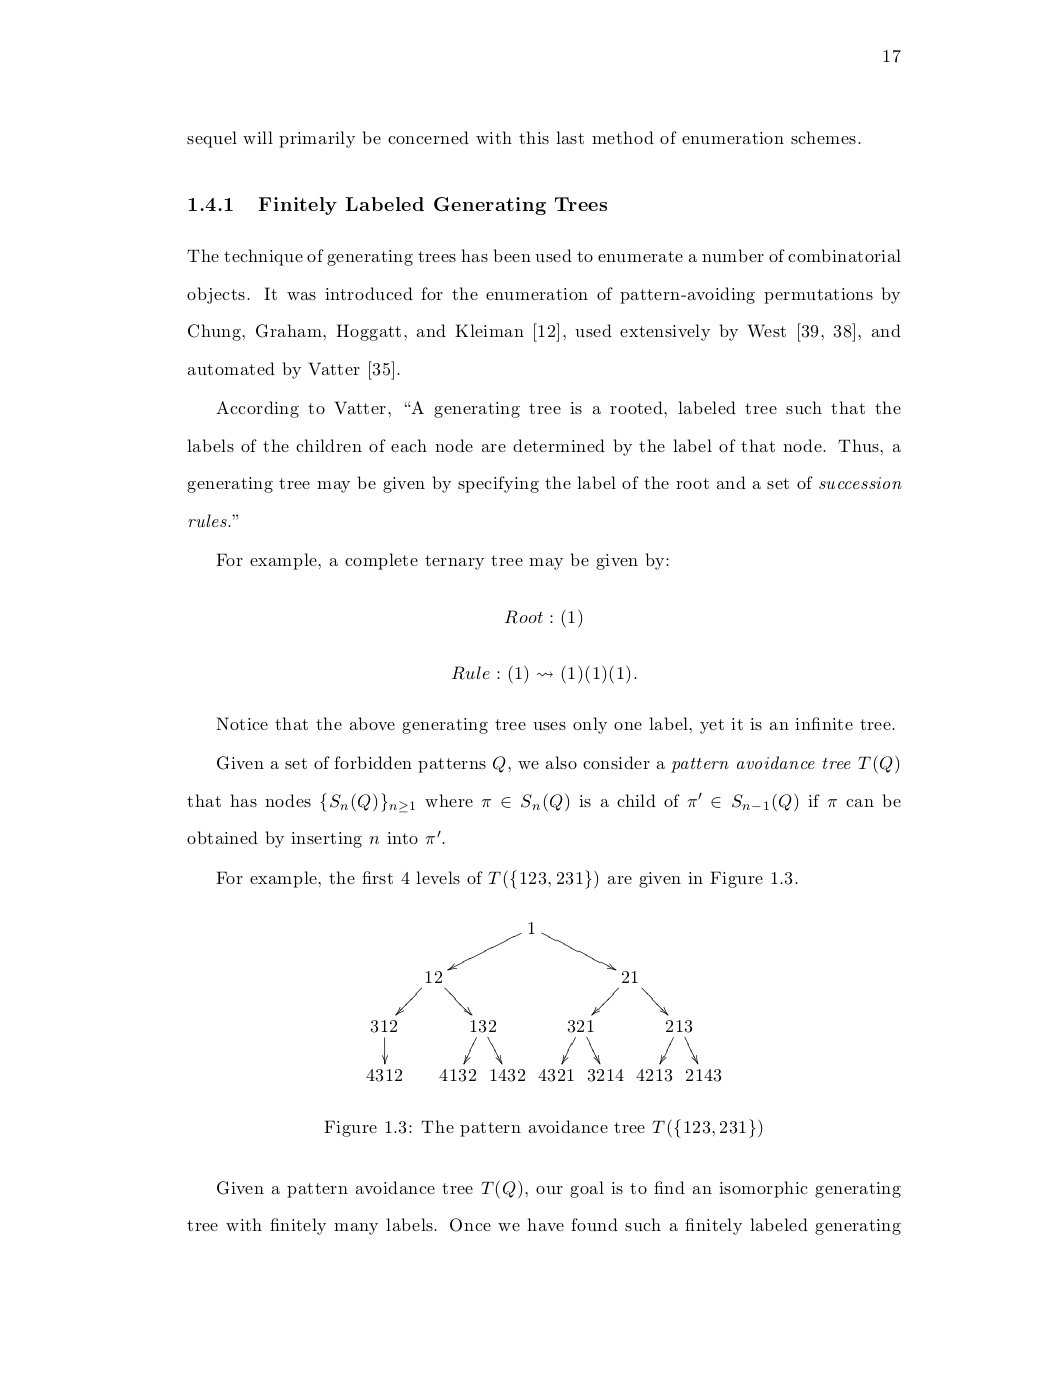 17
sequel will primarily be concerned with this last method of enumeration schemes.
1.4.1 Finitely Labeled Generating Trees
The technique of generating trees has been used to enumerate a number of combinatorial
objects. It was introduced for the enumeration of pattern-avoiding permutations by
Chung, Graham, Hoggatt, and Kleiman [12], used extensively by West [39, 38], and
automated by Vatter [35].
According to Vatter, “A generating tree is a rooted, labeled tree such that the
labels of the children of each node are determined by the label of that node. Thus, a
generating tree may be given by specifying the label of the root and a set of succession
rules.”
For example, a complete ternary tree may be given by:
Root : (1)
Rule : (1) ⇝ (1)(1)(1).
Notice that the above generating tree uses only one label, yet it is an infinite tree.
Given a set of forbidden patterns Q, we also consider a pattern avoidance tree T(Q)
that has nodes {Sₙ(Q)}ₙ≥₁ where π ∈ Sₙ(Q) is a child of π′ ∈ Sₙ₋₁(Q) if π can be
obtained by inserting n into π′.
For example, the first 4 levels of T({123, 231}) are given in Figure 1.3.
1
12 21
312 132 321 213
4312 4132 1432 4321 3214 4213 2143
Figure 1.3: The pattern avoidance tree T({123, 231})
Given a pattern avoidance tree T(Q), our goal is to find an isomorphic generating
tree with finitely many labels. Once we have found such a finitely labeled generating